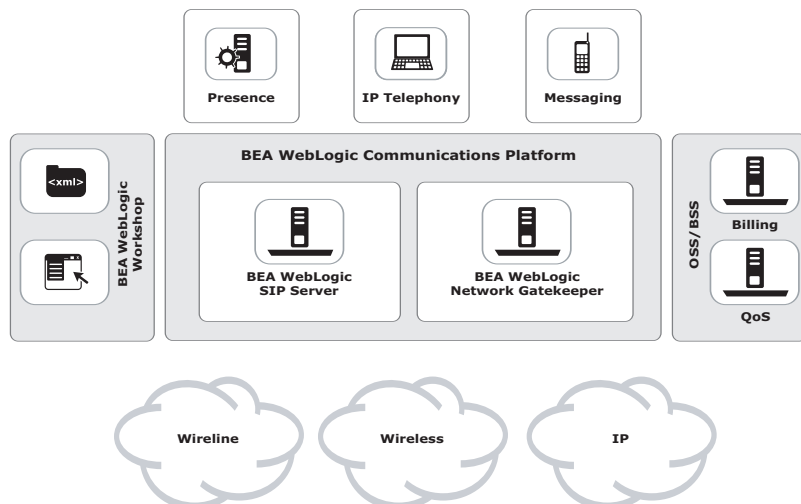 Presence
IP Telephony
Messaging
<xml>
BEA WebLogic
Workshop
BEA WebLogic Communications Platform
BEA WebLogic
SIP Server
BEA WebLogic
Network Gatekeeper
OSS/BSS
Billing
QoS
Wireline
Wireless
IP